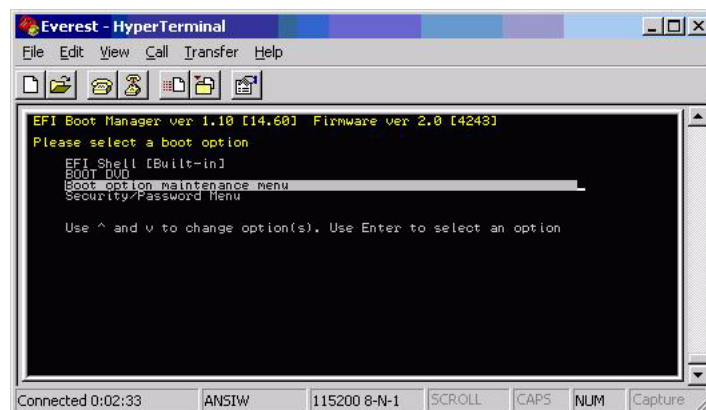 Everest - HyperTerminal
File Edit View Call Transfer Help
EFI Boot Manager ver 1.10 [14.60] Firmware ver 2.0 [4243]
Please select a boot option
EFI Shell [Built-in]
BOOT DVD
Boot option maintenance menu
Security/Password Menu
Use ^ and v to change option(s). Use Enter to select an option
Connected 0:02:33 ANSIW 115200 8-N-1 SCROLL CAPS NUM Capture